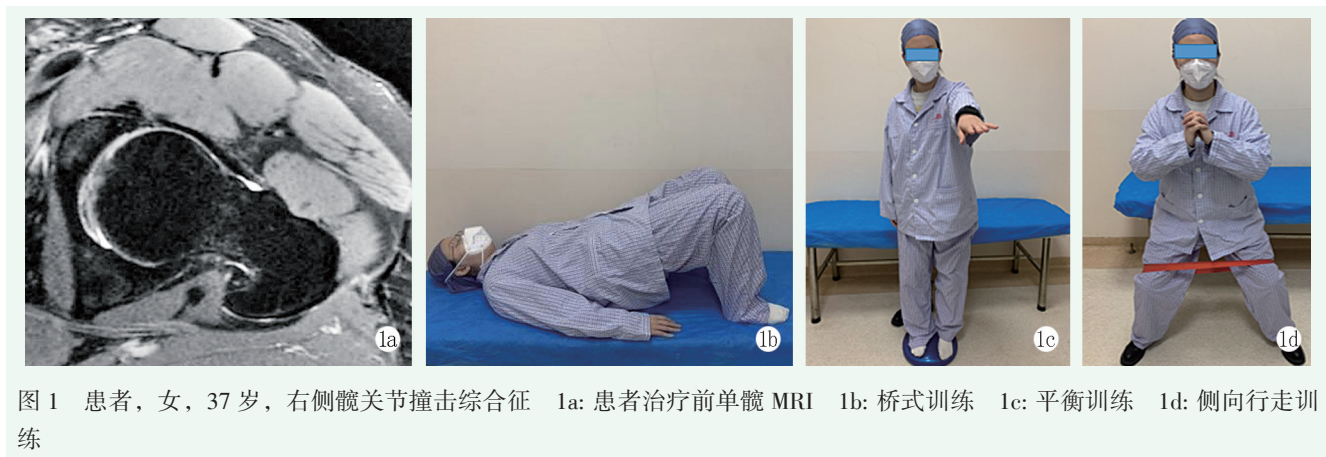 1a
1b
1c
1d
图1 患者，女，37岁，右侧髋关节撞击综合征 1a: 患者治疗前单髋 MRI 1b: 桥式训练 1c: 平衡训练 1d: 侧向行走训
练